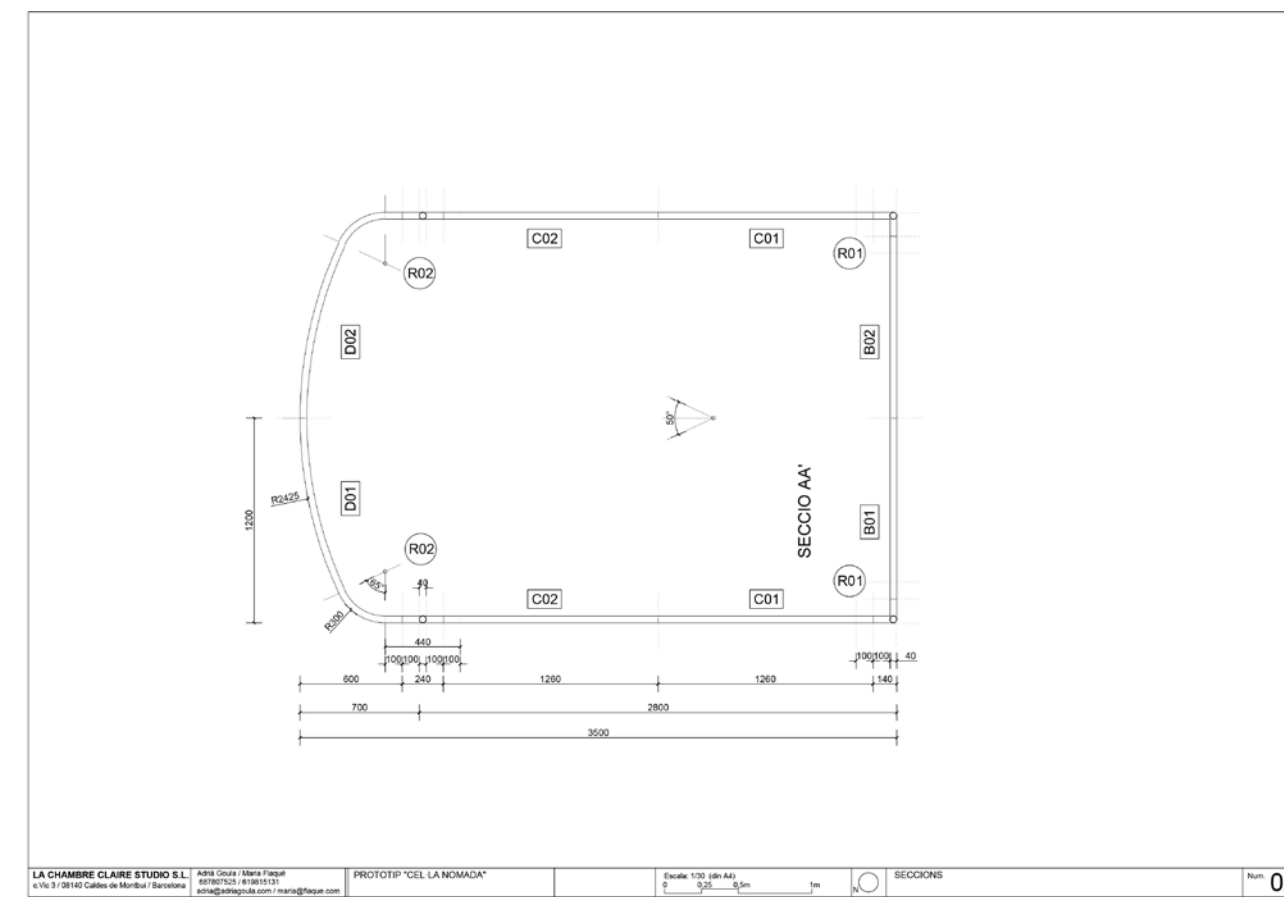 C02
C01
R01
R02
D02
B02
50°
R2425
D01
SECCIO AA'
1200
B01
R02
65°
40
R01
C02
C01
R300
440
100 100 100 100
100 100 40
600 240 1260 1260 140
700 2800
3500
LA CHAMBRE CLAIRE STUDIO S.L.
c.Vic 3 / 08140 Caldes de Montbui / Barcelona
Adrià Goula / Maria Flaqué
687807525 / 619815131
adria@adriagoula.com / maria@flaque.com
PROTOTIP "CEL·LA NOMADA"
Escala: 1/30 (din A4)
0 0,25 0,5m 1m
N
SECCIONS
Num. 0